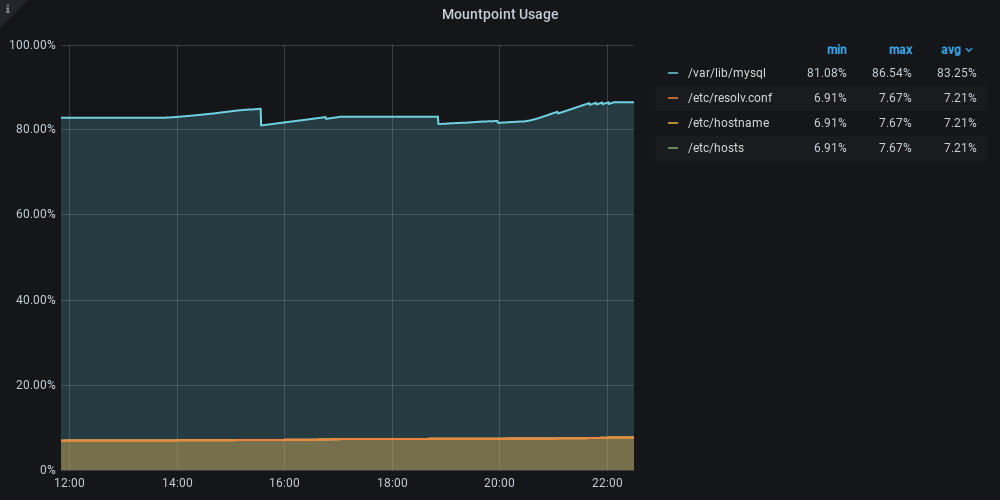 i
Mountpoint Usage
100.00%
80.00%
60.00%
40.00%
20.00%
0%
12:00 14:00 16:00 18:00 20:00 22:00
min max avg
/var/lib/mysql 81.08% 86.54% 83.25%
/etc/resolv.conf 6.91% 7.67% 7.21%
/etc/hostname 6.91% 7.67% 7.21%
/etc/hosts 6.91% 7.67% 7.21%